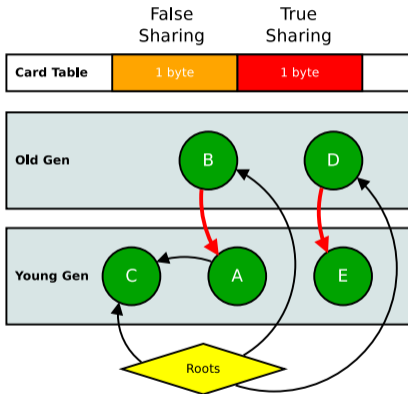 False
Sharing
True
Sharing
Card Table
1 byte
1 byte
Old Gen
B
D
Young Gen
C
A
E
Roots